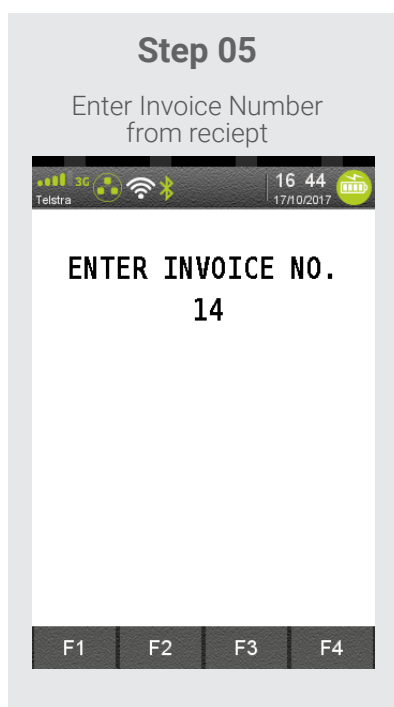 Step 05
Enter Invoice Number
from reciept
3G
16 44
Telstra
17/10/2017
ENTER INVOICE NO.
14
F1 F2 F3 F4